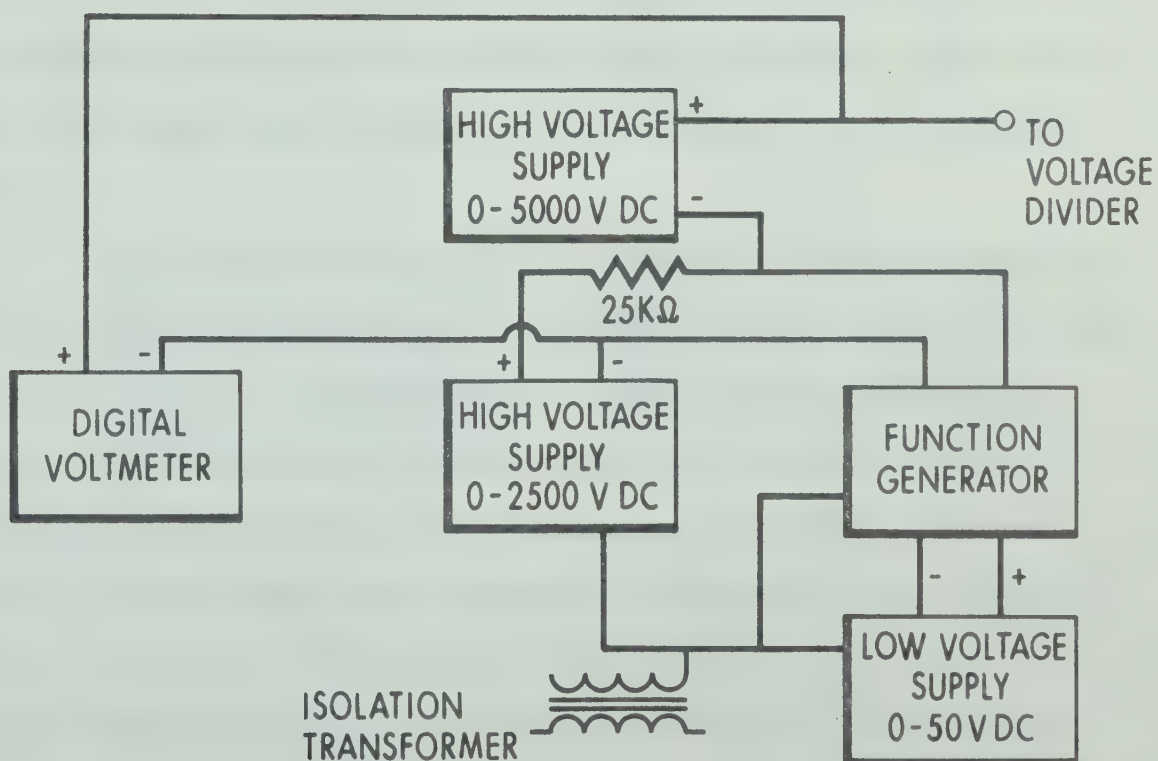 +
HIGH VOLTAGE
SUPPLY
0-5000 V DC
-
TO
VOLTAGE
DIVIDER
25KΩ
+
-
DIGITAL
VOLTMETER
+
-
HIGH VOLTAGE
SUPPLY
0-2500 V DC
FUNCTION
GENERATOR
-
+
LOW VOLTAGE
SUPPLY
0-50V DC
ISOLATION
TRANSFORMER